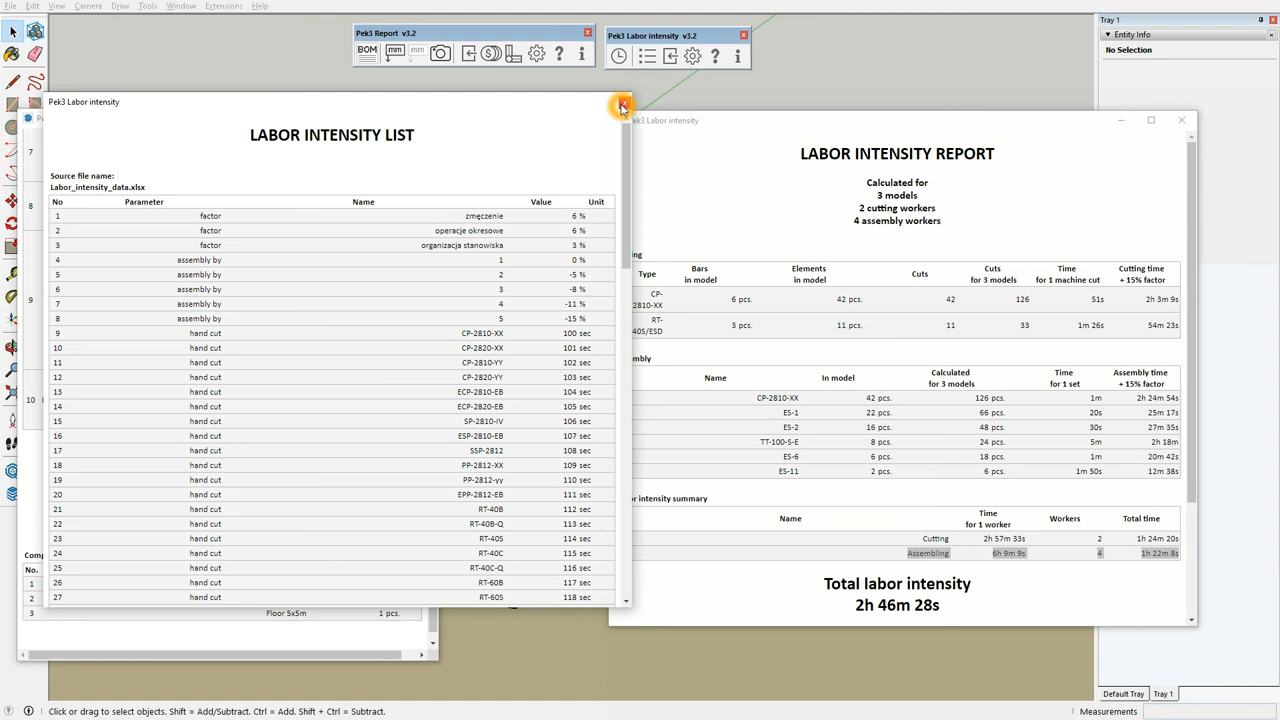 File Edit View Camera Draw Tools Window Extensions Help
Pek3 Report v3.2
BOM mm mm
Pek3 Labor intensity v3.2
Tray 1
Entity Info
No Selection
7
8
9
10
Comp
No.
1
2
3 Floor 5x5m 1 pcs.
Pek3 Labor intensity
LABOR INTENSITY LIST
Source file name:
Labor_intensity_data.xlsx
No Parameter Name Value Unit
1 factor zmęczenie 6 %
2 factor operacje okresowe 6 %
3 factor organizacja stanowiska 3 %
4 assembly by 1 0 %
5 assembly by 2 -5 %
6 assembly by 3 -8 %
7 assembly by 4 -11 %
8 assembly by 5 -15 %
9 hand cut CP-2810-XX 100 sec
10 hand cut CP-2820-XX 101 sec
11 hand cut CP-2810-YY 102 sec
12 hand cut CP-2820-YY 103 sec
13 hand cut ECP-2810-EB 104 sec
14 hand cut ECP-2820-EB 105 sec
15 hand cut SP-2810-IV 106 sec
16 hand cut ESP-2810-EB 107 sec
17 hand cut SSP-2812 108 sec
18 hand cut PP-2812-XX 109 sec
19 hand cut PP-2812-yy 110 sec
20 hand cut EPP-2812-EB 111 sec
21 hand cut RT-40B 112 sec
22 hand cut RT-40B-Q 113 sec
23 hand cut RT-40S 114 sec
24 hand cut RT-40C 115 sec
25 hand cut RT-40C-Q 116 sec
26 hand cut RT-60B 117 sec
27 hand cut RT-60S 118 sec
ek3 Labor intensity
LABOR INTENSITY REPORT
Calculated for
3 models
2 cutting workers
4 assembly workers
ing
Type Bars in model Elements in model Cuts Cuts for 3 models Time for 1 machine cut Cutting time + 15% factor
CP-2810-XX 6 pcs. 42 pcs. 42 126 51s 2h 3m 9s
RT-40S/ESD 3 pcs. 11 pcs. 11 33 1m 26s 54m 23s
mbly
Name In model Calculated for 3 models Time for 1 set Assembly time + 15% factor
CP-2810-XX 42 pcs. 126 pcs. 1m 2h 24m 54s
ES-1 22 pcs. 66 pcs. 20s 25m 17s
ES-2 16 pcs. 48 pcs. 30s 27m 35s
TT-100-S-E 8 pcs. 24 pcs. 5m 2h 18m
ES-6 6 pcs. 18 pcs. 1m 20m 42s
ES-11 2 pcs. 6 pcs. 1m 50s 12m 38s
or intensity summary
Name Time for 1 worker Workers Total time
Cutting 2h 57m 33s 2 1h 24m 20s
Assembling 6h 9m 9s 4 1h 22m 8s
Total labor intensity
2h 46m 28s
Default Tray Tray 1
Click or drag to select objects. Shift = Add/Subtract. Ctrl = Add. Shift + Ctrl = Subtract.
Measurements